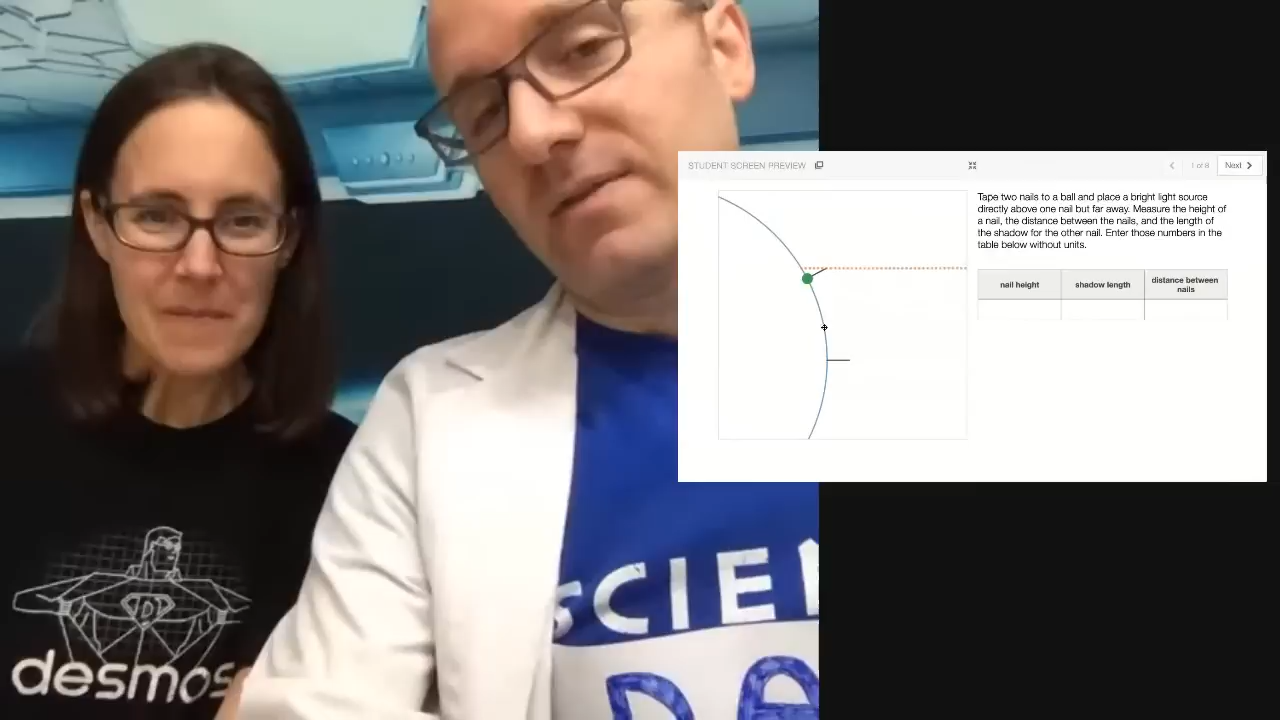 STUDENT SCREEN PREVIEW
1 of 8
Next
Tape two nails to a ball and place a bright light source
directly above one nail but far away. Measure the height of
a nail, the distance between the nails, and the length of
the shadow for the other nail. Enter those numbers in the
table below without units.
nail height
shadow length
distance between
nails
D
desmos
SCIEN